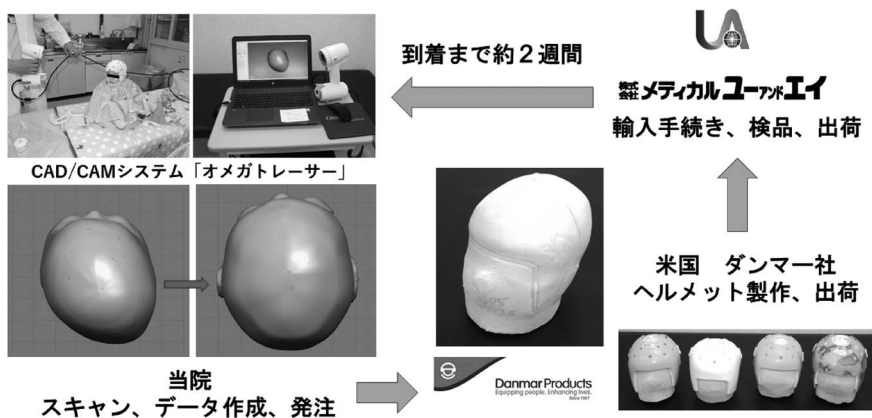 到着まで約２週間
UA
株式会社メディカルユーアンドエイ
輸入手続き、検品、出荷
CAD/CAMシステム「オメガトレーサー」
米国　ダンマー社
ヘルメット製作、出荷
当院
スキャン、データ作成、発注
Danmar Products
Equipping people. Enhancing lives.
Since 1967